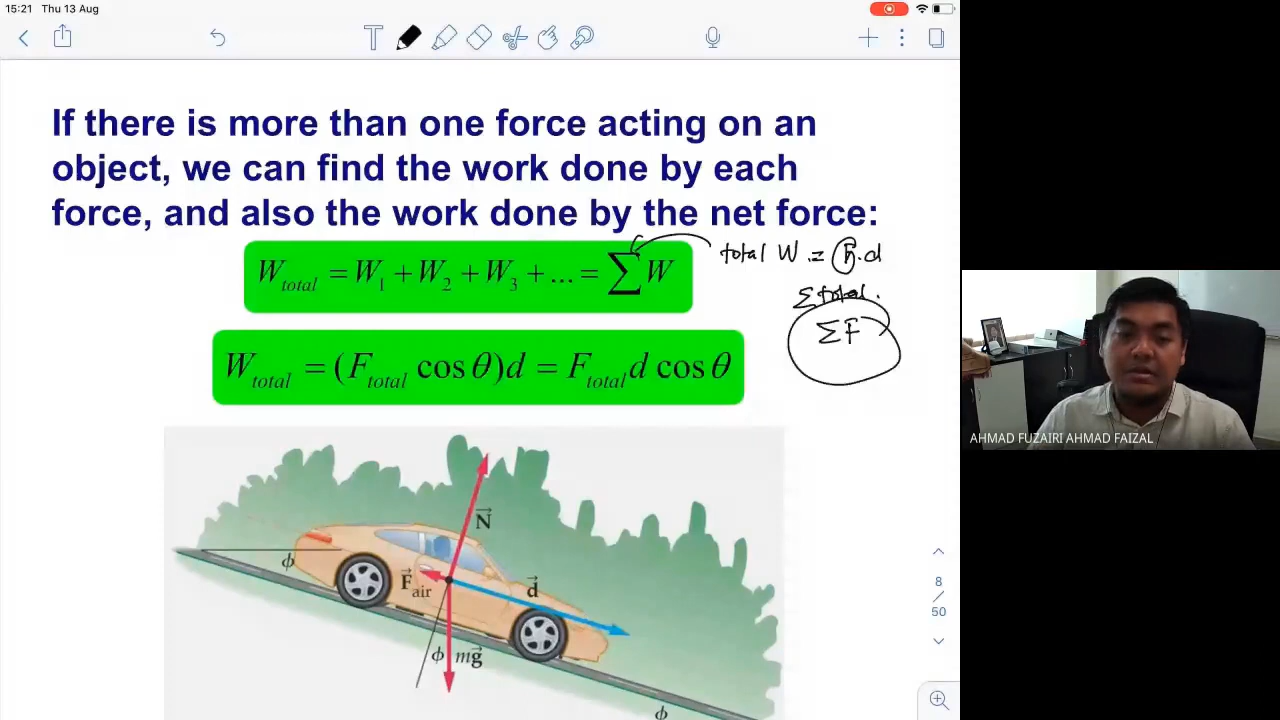 15:21 Thu 13 Aug
If there is more than one force acting on an
object, we can find the work done by each
force, and also the work done by the net force:
W_total = W_1 + W_2 + W_3 + ... = ∑ W
total W .= F.d
Σ total.
ΣF
W_total = (F_total cos θ)d = F_total d cos θ
N
ϕ
F_air
d
ϕ mg
ϕ
8
/
50
AHMAD FUZAIRI AHMAD FAIZAL